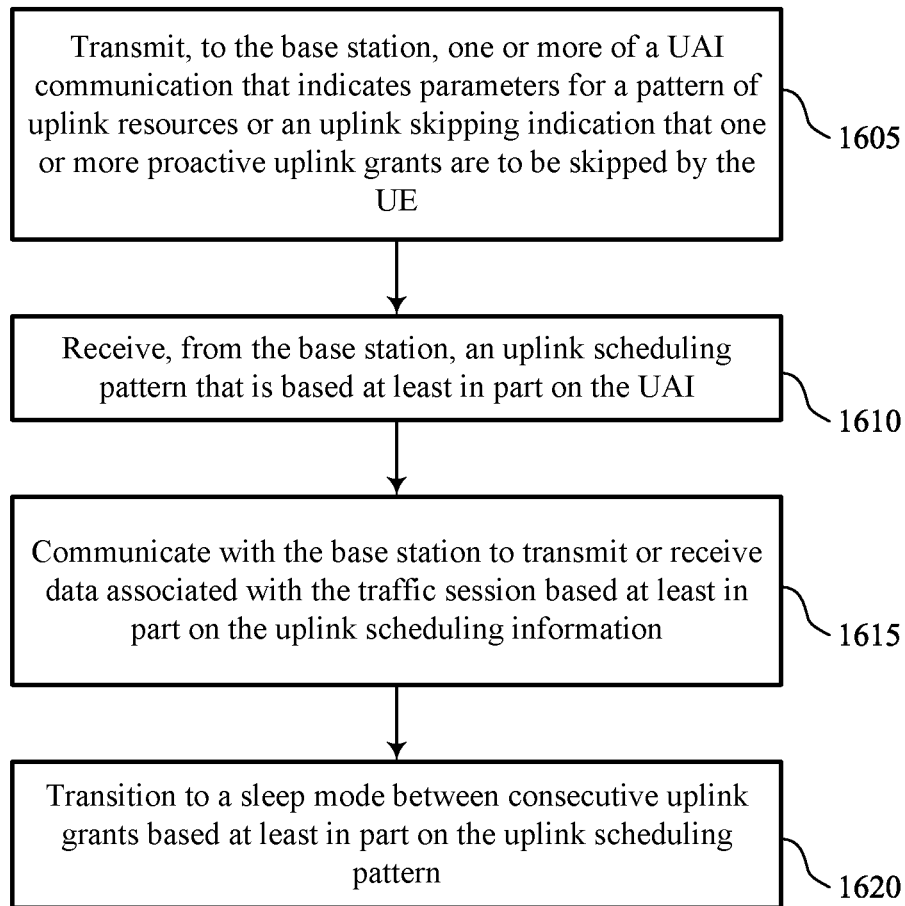 Transmit, to the base station, one or more of a UAI
communication that indicates parameters for a pattern of
uplink resources or an uplink skipping indication that one
or more proactive uplink grants are to be skipped by the
UE
1605
Receive, from the base station, an uplink scheduling
pattern that is based at least in part on the UAI
1610
Communicate with the base station to transmit or receive
data associated with the traffic session based at least in
part on the uplink scheduling information
1615
Transition to a sleep mode between consecutive uplink
grants based at least in part on the uplink scheduling
pattern
1620